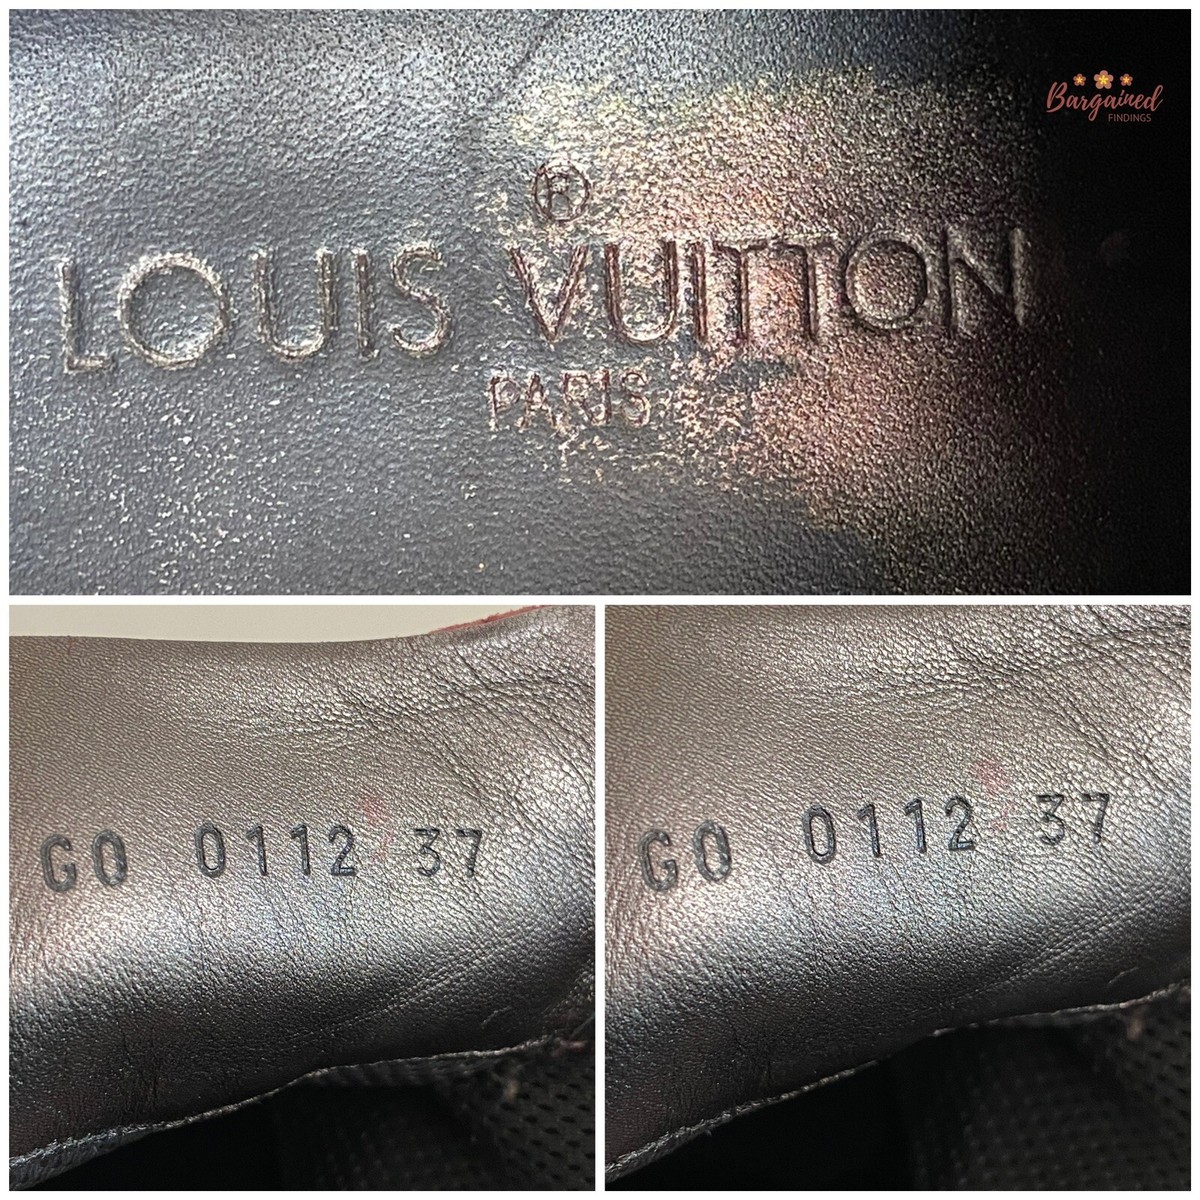 Bargained
FINDINGS
®
LOUIS VUITTON
PARIS
GO 0112 37
GO 0112 37